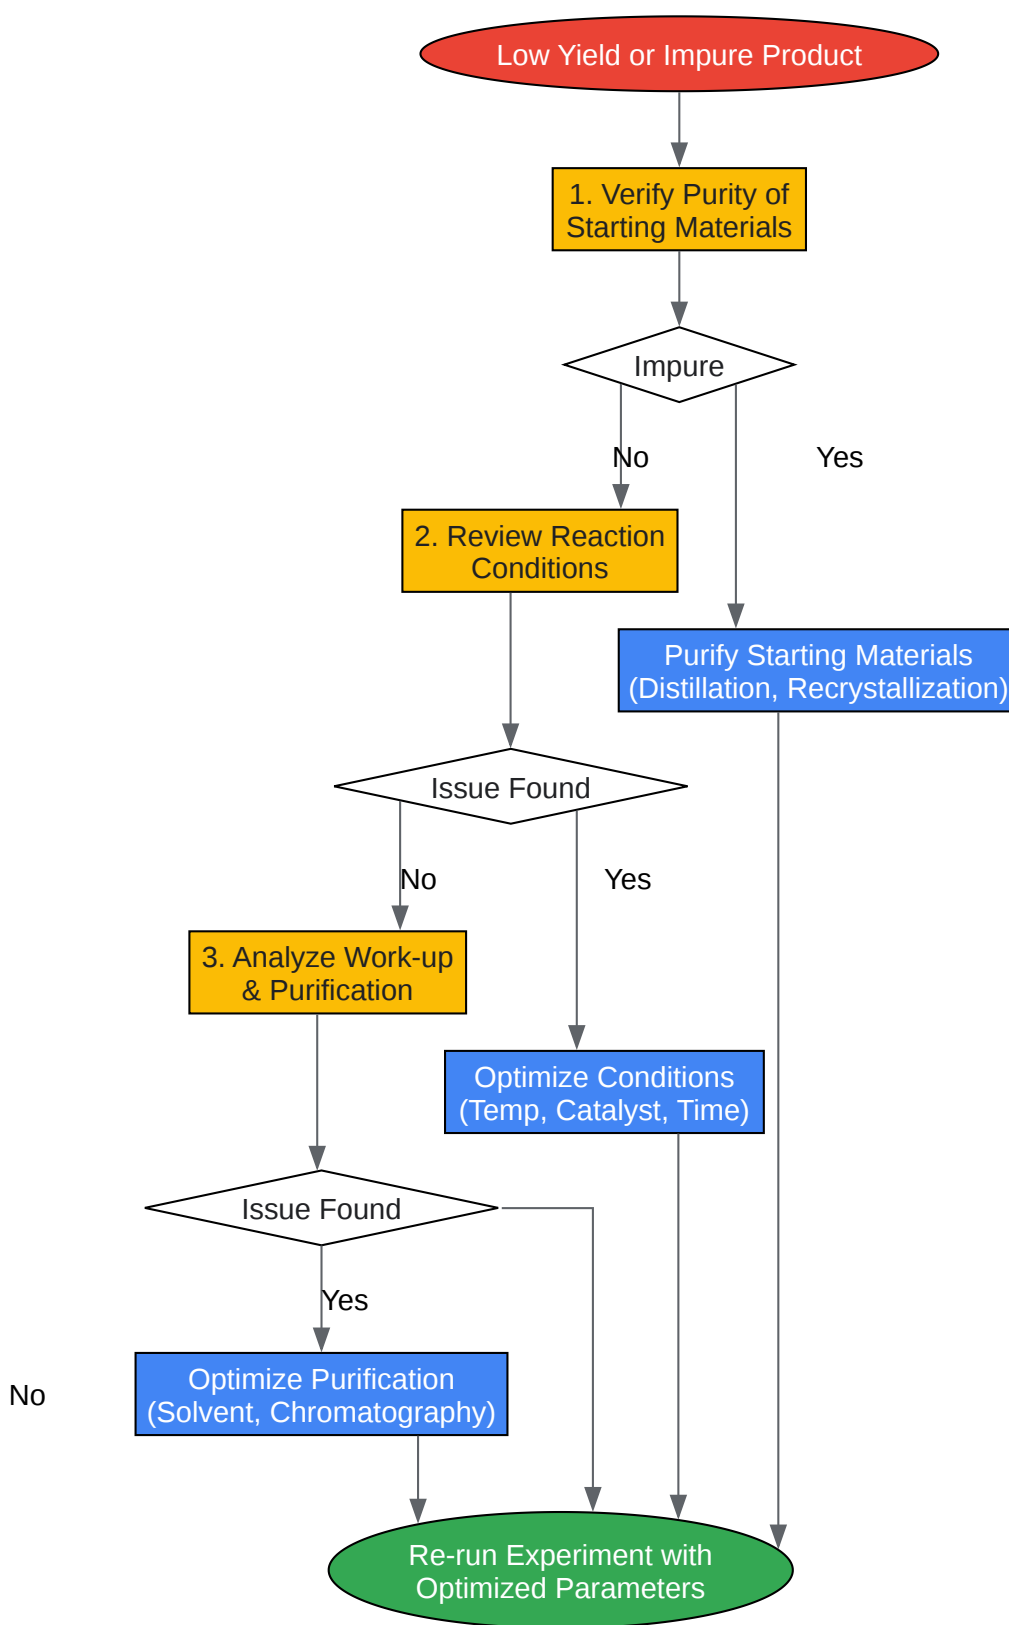 Low Yield or Impure Product
1. Verify Purity of
Starting Materials
Impure
No
Yes
2. Review Reaction
Conditions
Purify Starting Materials
(Distillation, Recrystallization)
Issue Found
No
Yes
3. Analyze Work-up
& Purification
Optimize Conditions
(Temp, Catalyst, Time)
Issue Found
Yes
No
Optimize Purification
(Solvent, Chromatography)
Re-run Experiment with
Optimized Parameters